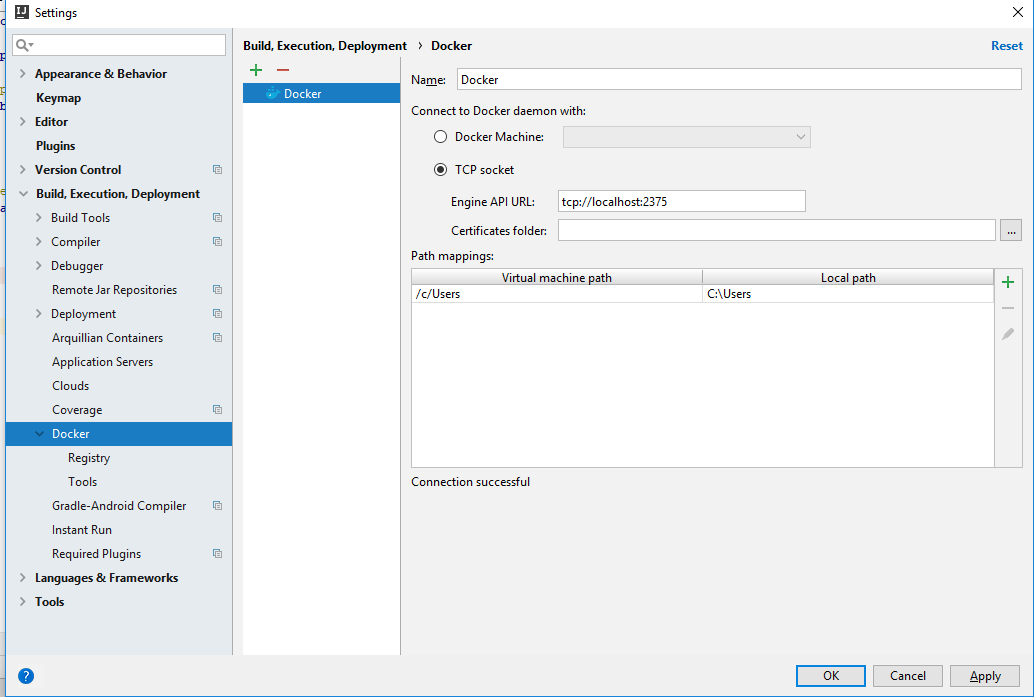 Settings
Build, Execution, Deployment › Docker
Reset
Appearance & Behavior
Keymap
Editor
Plugins
Version Control
Build, Execution, Deployment
Build Tools
Compiler
Debugger
Remote Jar Repositories
Deployment
Arquillian Containers
Application Servers
Clouds
Coverage
Docker
Registry
Tools
Gradle-Android Compiler
Instant Run
Required Plugins
Languages & Frameworks
Tools
Docker
Name: Docker
Connect to Docker daemon with:
Docker Machine:
TCP socket
Engine API URL: tcp://localhost:2375
Certificates folder: ...
Path mappings:
Virtual machine path Local path
/c/Users C:\Users
Connection successful
? OK Cancel Apply